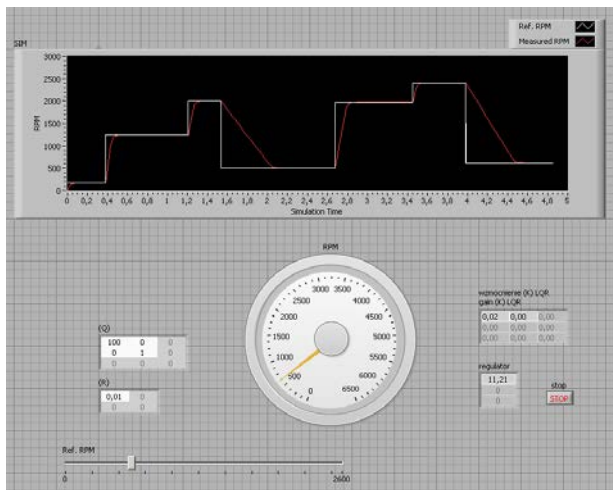 Ref. RPM
Measured RPM
SIM
3000
2500
2000
1500
1000
500
0
RPM
0 0,2 0,4 0,6 0,8 1 1,2 1,4 1,6 1,8 2 2,2 2,4 2,6 2,8 3 3,2 3,4 3,6 3,8 4 4,2 4,4 4,6 4,8 5
Simulation Time
RPM
0 500 1000 1500 2000 2500 3000 3500 4000 4500 5000 5500 6000 6500
wzmocnienie (K) LQR
gain (K) LQR
0,02 0,00 0,00
0,00 0,00 0,00
0,00 0,00 0,00
(Q)
100 0 0
0 1 0
0 0 0
(R)
0,01 0
0 0
regulator
11,21
0
0
stop
STOP
Ref. RPM
0 2600